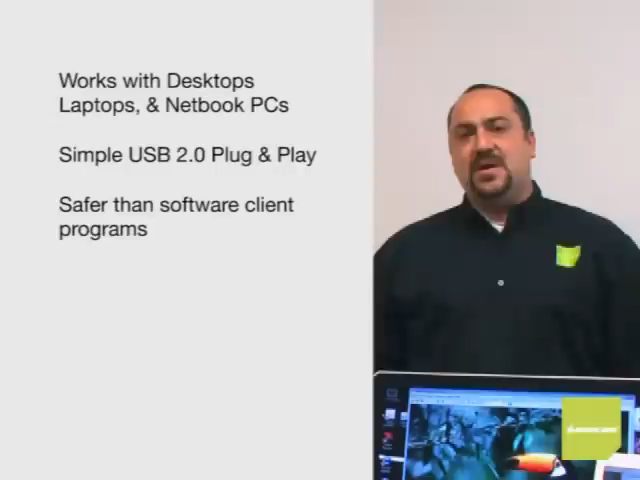 Works with Desktops
Laptops, & Netbook PCs
Simple USB 2.0 Plug & Play
Safer than software client
programs